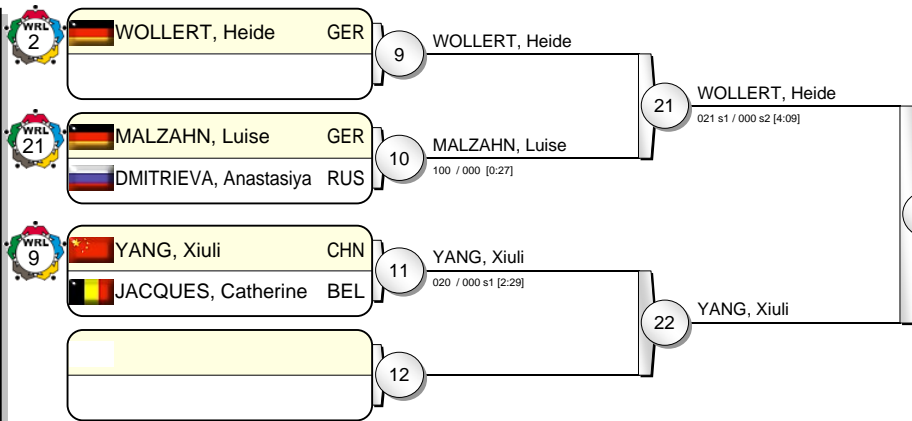 WRL
2
WOLLERT, Heide GER
9
WOLLERT, Heide
WRL
21
MALZAHN, Luise GER
DMITRIEVA, Anastasiya RUS
10
MALZAHN, Luise
100 / 000 [0:27]
21
WOLLERT, Heide
021 s1 / 000 s2 [4:09]
WRL
9
YANG, Xiuli CHN
JACQUES, Catherine BEL
11
YANG, Xiuli
020 / 000 s1 [2:29]
12
22
YANG, Xiuli